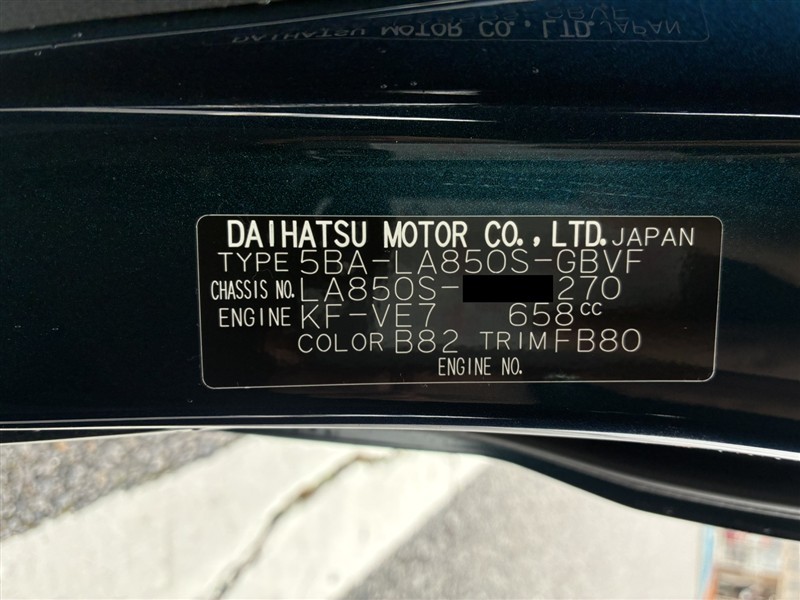 DAIHATSU MOTOR CO., LTD. JAPAN
TYPE 5BA-LA850S-GBVF
CHASSIS NO. LA850S- 270
ENGINE KF-VE7 658cc
COLOR B82 TRIM FB80
ENGINE NO.